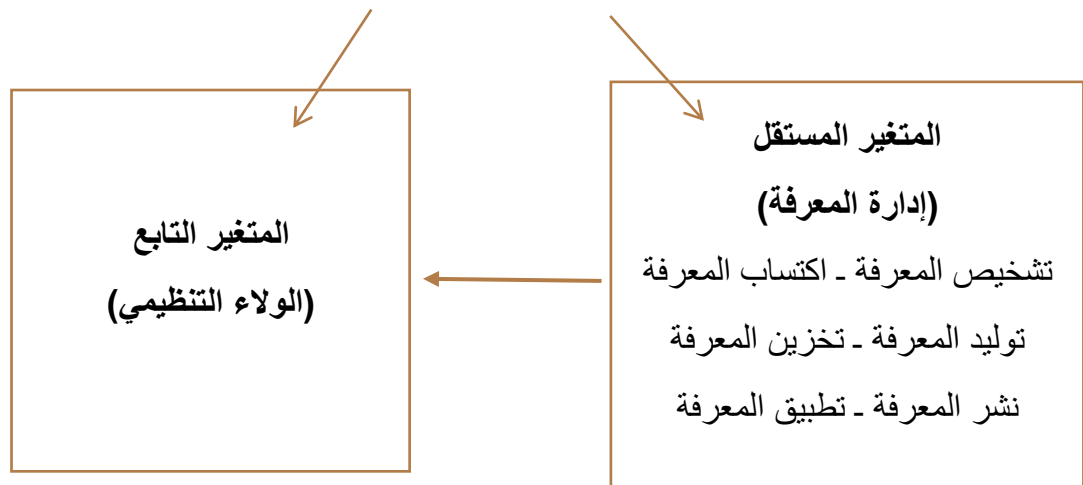 المتغير المستقل
(إدارة المعرفة)
تشخيص المعرفة ـ اكتساب المعرفة
توليد المعرفة ـ تخزين المعرفة
نشر المعرفة ـ تطبيق المعرفة
المتغير التابع
(الولاء التنظيمي)